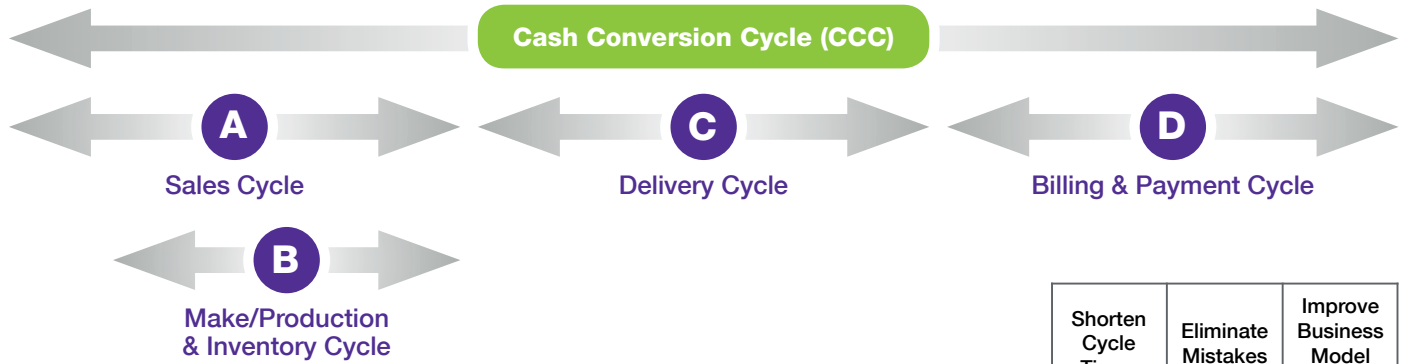 Cash Conversion Cycle (CCC)
A
C
D
Sales Cycle
Delivery Cycle
Billing & Payment Cycle
B
Make/Production
& Inventory Cycle
Shorten
Cycle
Eliminate
Mistakes
Improve
Business
Model